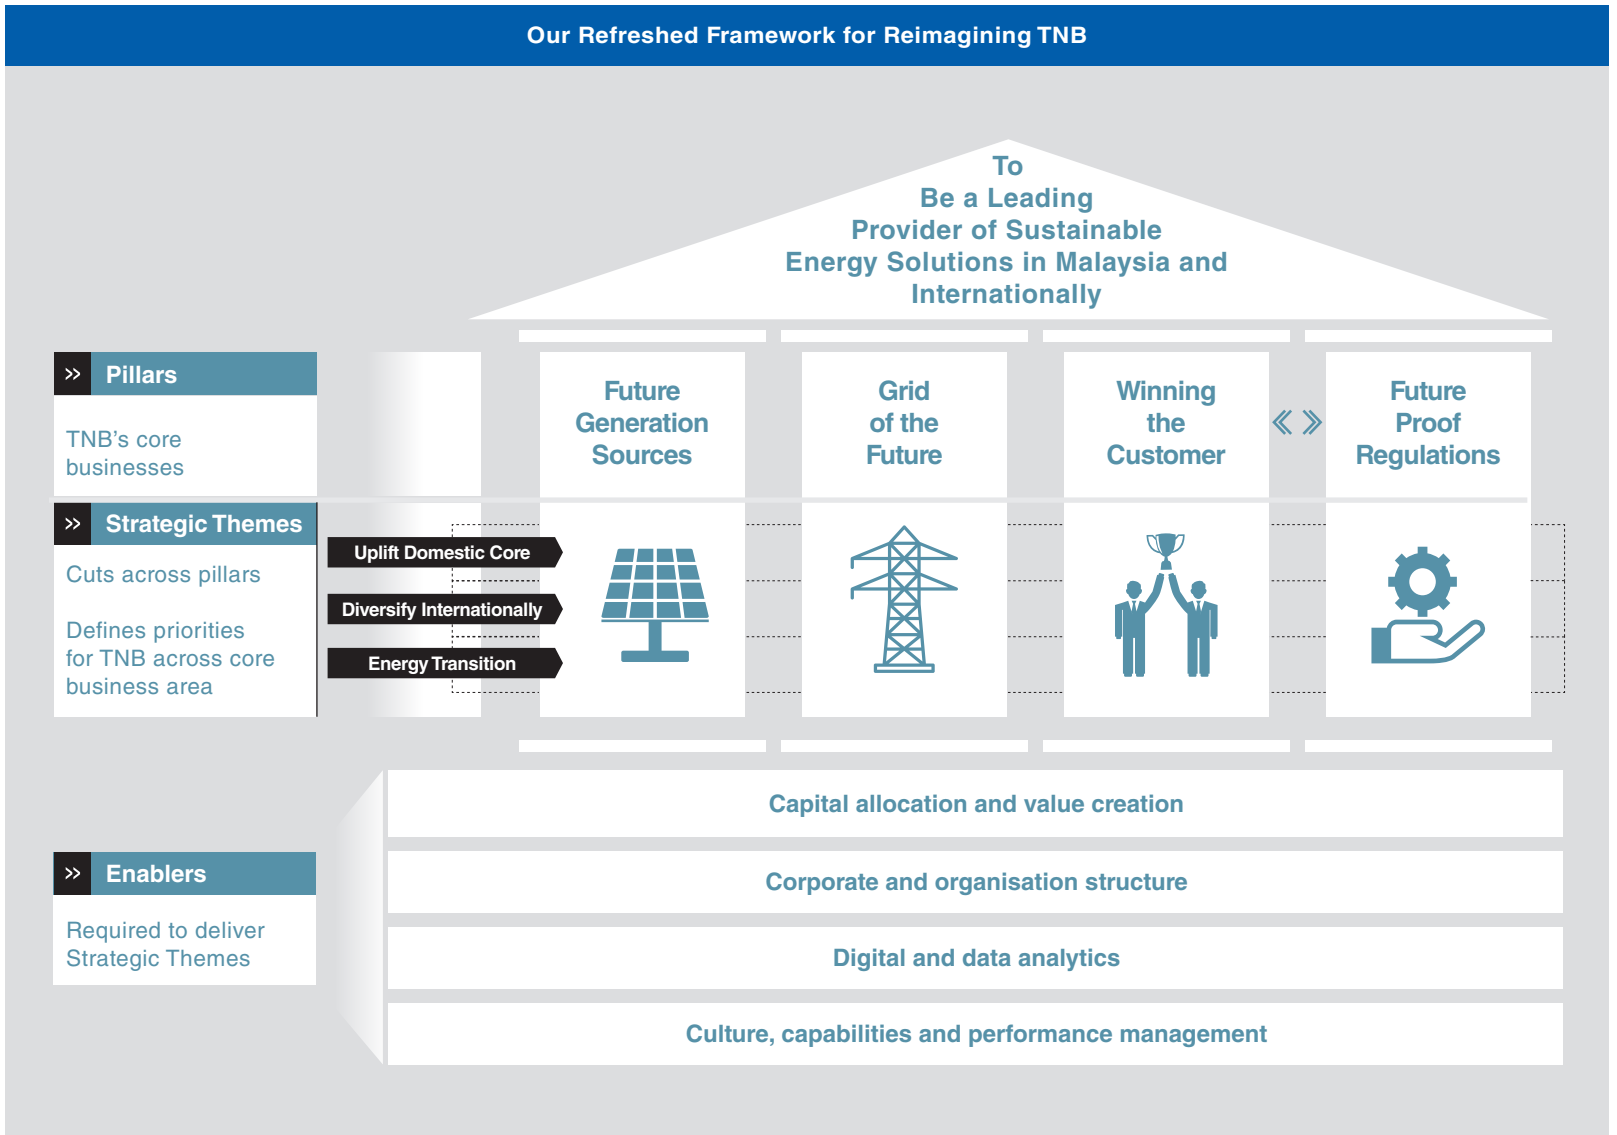 Our Refreshed Framework for Reimagining TNB
To
Be a Leading
Provider of Sustainable
Energy Solutions in Malaysia and
Internationally
» Pillars
TNB's core
businesses
Future
Generation
Sources
Grid
of the
Future
Winning
the
Customer
« »
Future
Proof
Regulations
» Strategic Themes
Cuts across pillars
Defines priorities
for TNB across core
business area
Uplift Domestic Core
Diversify Internationally
Energy Transition
» Enablers
Required to deliver
Strategic Themes
Capital allocation and value creation
Corporate and organisation structure
Digital and data analytics
Culture, capabilities and performance management